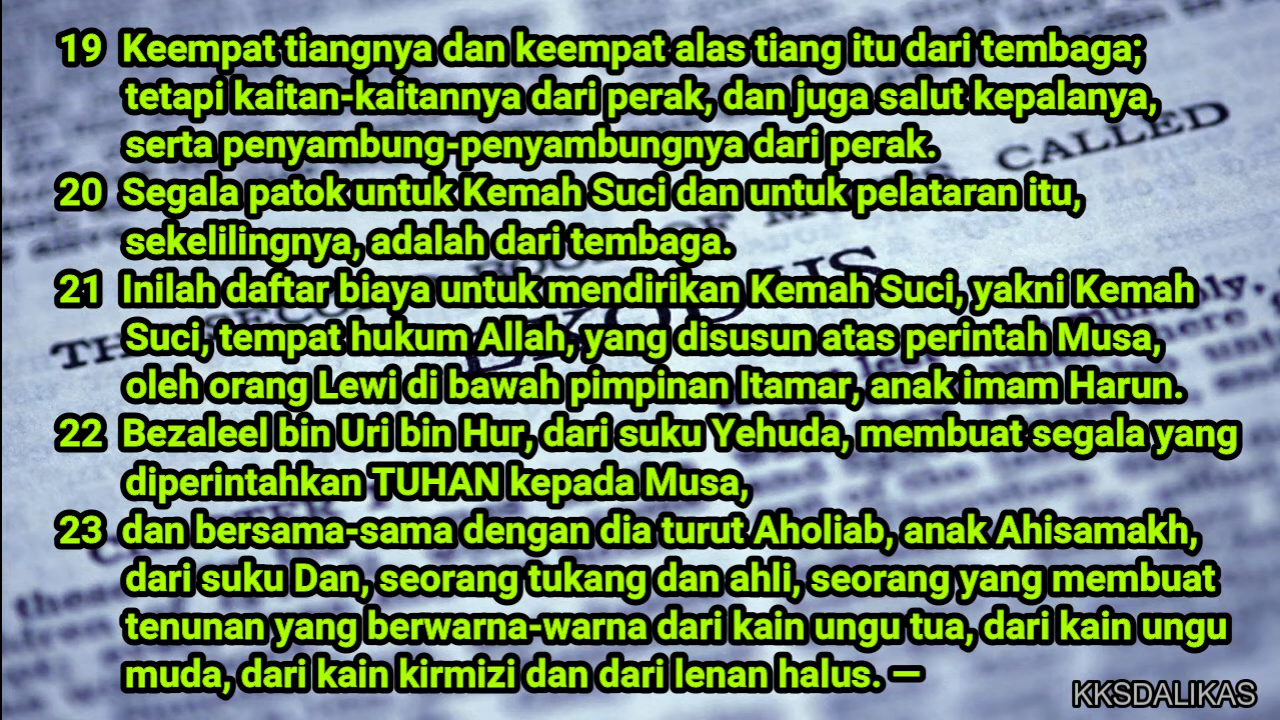 19 Keempat tiangnya dan keempat alas tiang itu dari tembaga;
tetapi kaitan-kaitannya dari perak, dan juga salut kepalanya,
serta penyambung-penyambungnya dari perak.
20 Segala patok untuk Kemah Suci dan untuk pelataran itu,
sekelilingnya, adalah dari tembaga.
21 Inilah daftar biaya untuk mendirikan Kemah Suci, yakni Kemah
Suci, tempat hukum Allah, yang disusun atas perintah Musa,
oleh orang Lewi di bawah pimpinan Itamar, anak imam Harun.
22 Bezaleel bin Uri bin Hur, dari suku Yehuda, membuat segala yang
diperintahkan TUHAN kepada Musa,
23 dan bersama-sama dengan dia turut Aholiab, anak Ahisamakh,
dari suku Dan, seorang tukang dan ahli, seorang yang membuat
tenunan yang berwarna-warna dari kain ungu tua, dari kain ungu
muda, dari kain kirmizi dan dari lenan halus. —
CALLED
EXODUS
KKSDALIKAS